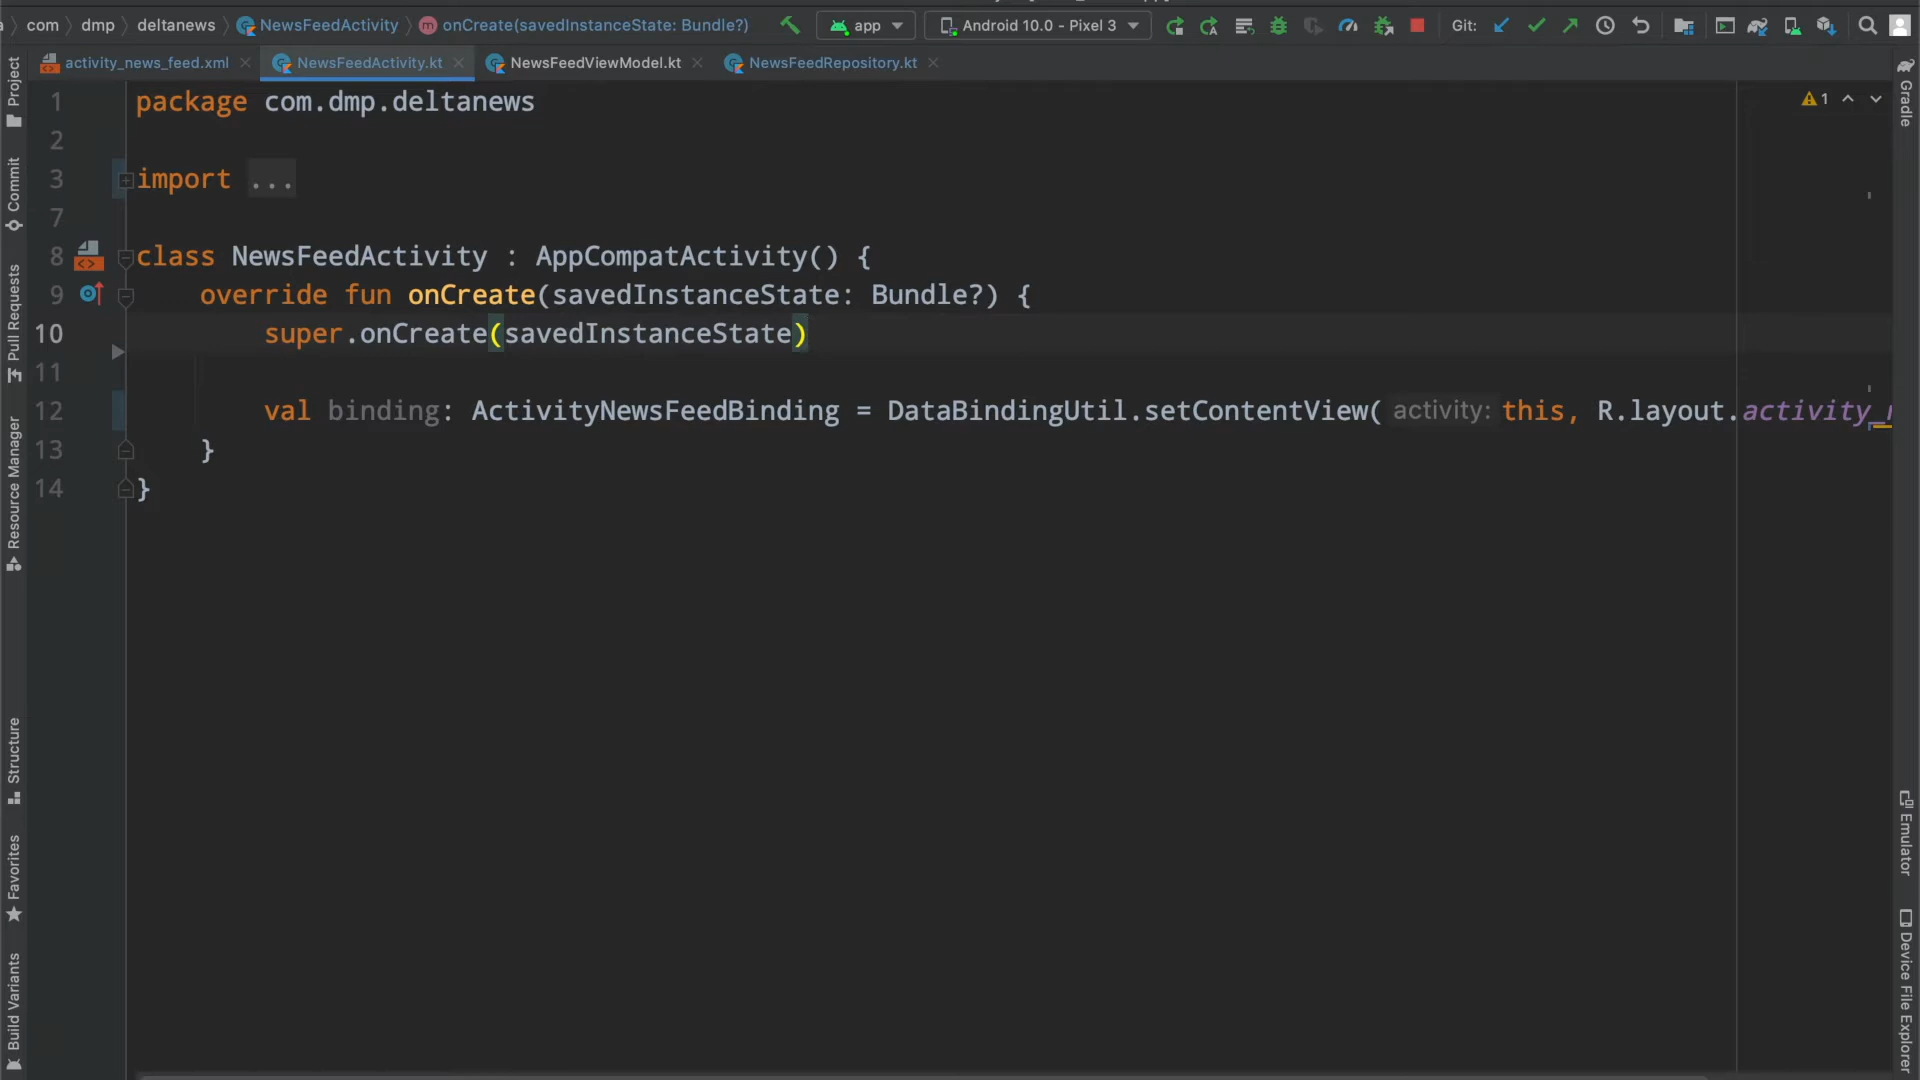 com
dmp
deltanews
NewsFeedActivity
onCreate(savedInstanceState: Bundle?)
app
Android 10.0 - Pixel 3
Git:
activity_news_feed.xml
NewsFeedActivity.kt
NewsFeedViewModel.kt
NewsFeedRepository.kt
1 package com.dmp.deltanews
2
3 import ...
7
8 class NewsFeedActivity : AppCompatActivity() {
9 override fun onCreate(savedInstanceState: Bundle?) {
10 super.onCreate(savedInstanceState)
11
12 val binding: ActivityNewsFeedBinding = DataBindingUtil.setContentView( activity: this, R.layout.activity_
13 }
14 }
1
Project
Commit
Pull Requests
Resource Manager
Structure
Favorites
Build Variants
Gradle
Emulator
Device File Explorer